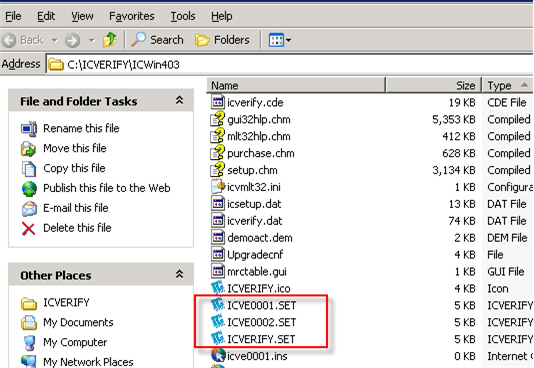 File Edit View Favorites Tools Help
Back Search Folders
Address C:\ICVERIFY\ICWin403
File and Folder Tasks
Rename this file
Move this file
Copy this file
Publish this file to the Web
E-mail this file
Delete this file
Other Places
ICVERIFY
My Documents
My Computer
My Network Places
Name Size Type
icverify.cde 19 KB CDE File
gui32hlp.chm 5,353 KB Compiled
mlt32hlp.chm 412 KB Compiled
purchase.chm 628 KB Compiled
setup.chm 3,134 KB Compiled
icvmlt32.ini 1 KB Configura
icsetup.dat 13 KB DAT File
icverify.dat 74 KB DAT File
demoact.dem 2 KB DEM File
Upgradecnf 4 KB File
mrctable.gui 1 KB GUI File
ICVERIFY.ico 4 KB Icon
ICVE0001.SET 5 KB ICVERIFY
ICVE0002.SET 5 KB ICVERIFY
ICVERIFY.SET 5 KB ICVERIFY
icve0001.ins 0 KB Internet